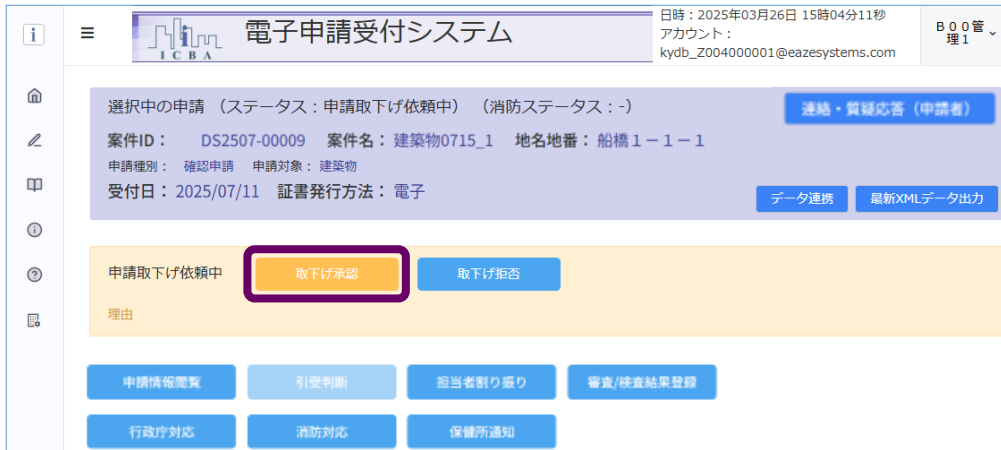 i
≡
ICBA
電子申請受付システム
日時：2025年03月26日 15時04分11秒
アカウント：
kydb_Z004000001@eazesystems.com
B00管理1
選択中の申請 （ステータス：申請取下げ依頼中） （消防ステータス：-）
連絡・質疑応答（申請者）
案件ID： DS2507-00009 案件名：建築物0715_1 地名地番：船橋１－１－１
申請種別： 確認申請 申請対象：建築物
受付日：2025/07/11 証書発行方法：電子
データ連携 最新XMLデータ出力
申請取下げ依頼中 取下げ承認 取下げ拒否
理由
申請情報閲覧 引受判断 担当者割り振り 審査/検査結果登録
行政庁対応 消防対応 保健所通知